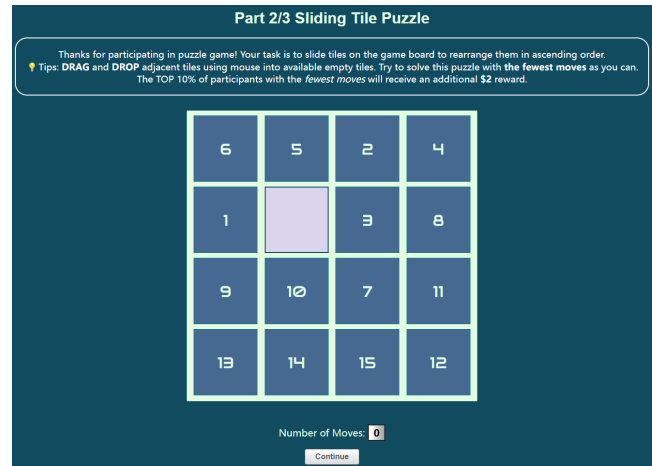 Part 2/3 Sliding Tile Puzzle
Thanks for participating in puzzle game! Your task is to slide tiles on the game board to rearrange them in ascending order.
Tips: DRAG and DROP adjacent tiles using mouse into available empty tiles. Try to solve this puzzle with the fewest moves as you can.
The TOP 10% of participants with the fewest moves will receive an additional $2 reward.
6 5 2 4
1 3 8
9 10 7 11
13 14 15 12
Number of Moves: 0
Continue